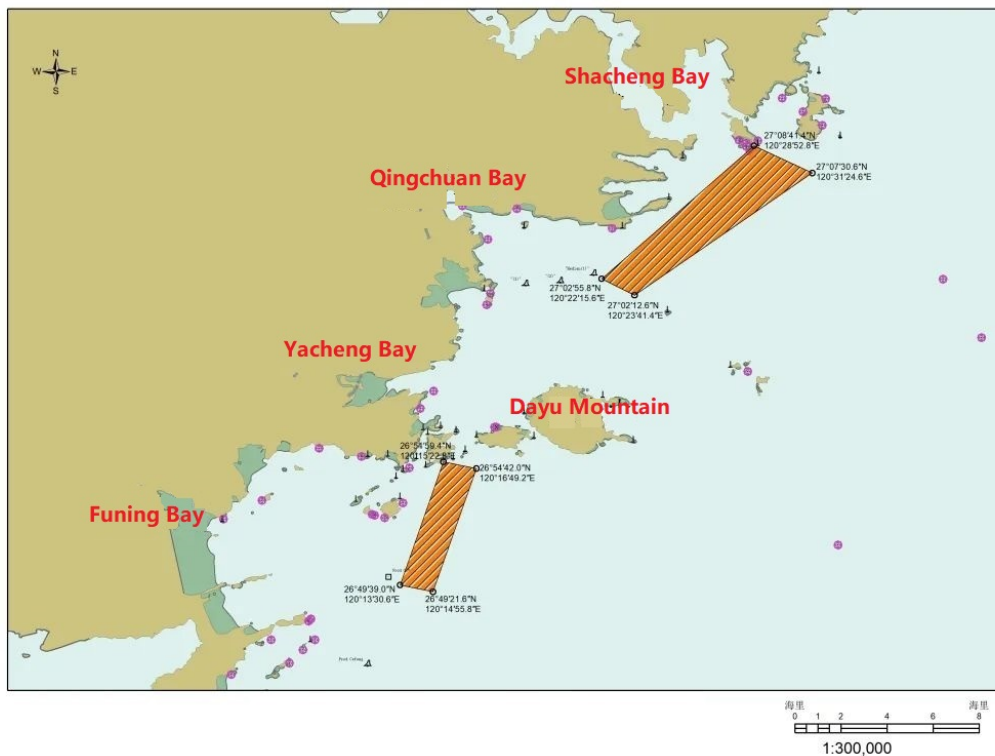 N
W E
S
Shacheng Bay
27°08'41.4"N
120°28'52.8"E
27°07'30.6"N
120°31'24.6"E
Qingchuan Bay
27°02'55.8"N
120°22'15.6"E
27°02'12.6"N
120°23'41.4"E
Yacheng Bay
Dayu Mountain
26°54'59.4"N
120°15'22.8"E
26°54'42.0"N
120°16'49.2"E
Funing Bay
26°49'39.0"N
120°13'30.6"E
26°49'21.6"N
120°14'55.8"E
海里 海里
0 1 2 4 6 8
1:300,000